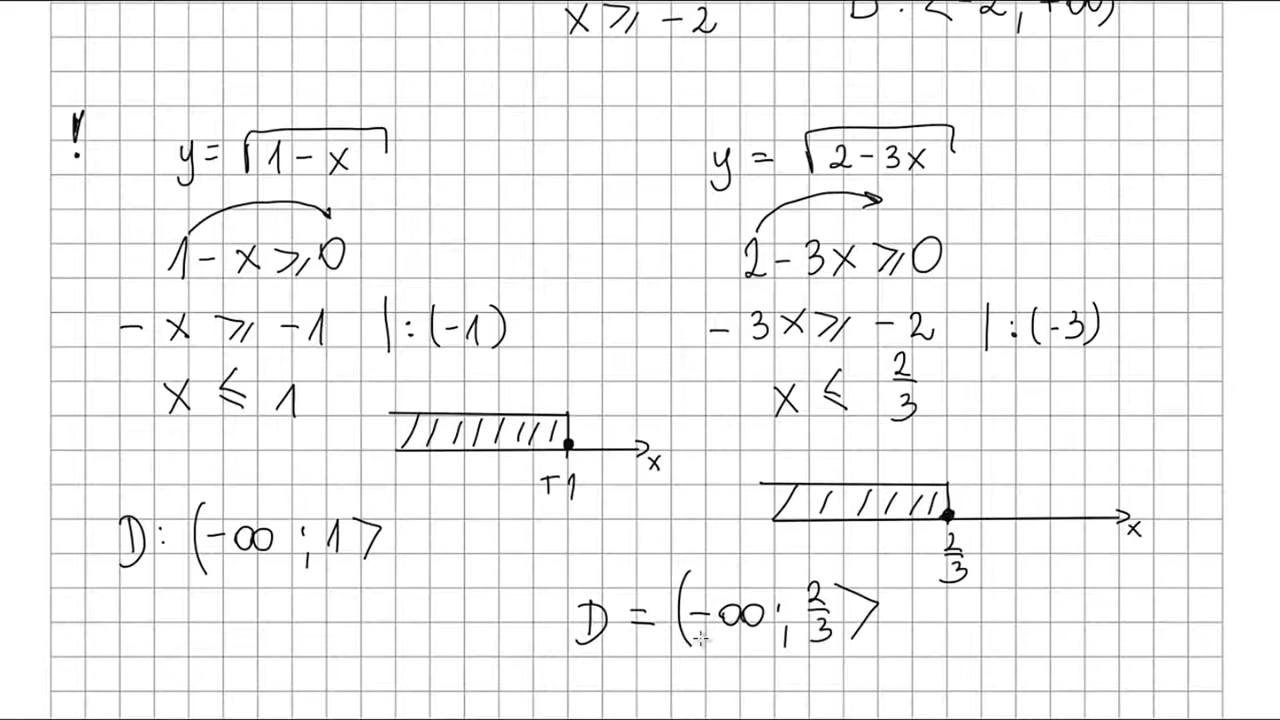 x ⩾ -2
D : <-2 ; +∞)
!
y = √1 - x
1 - x ⩾ 0
- x ⩾ -1 | : (-1)
x ≤ 1
x
+1
D : (-∞ ; 1>
y = √2 - 3x
2 - 3x ⩾ 0
- 3x ⩾ -2 | : (-3)
x ≤ 2/3
x
2/3
D = (-∞ ; 2/3>